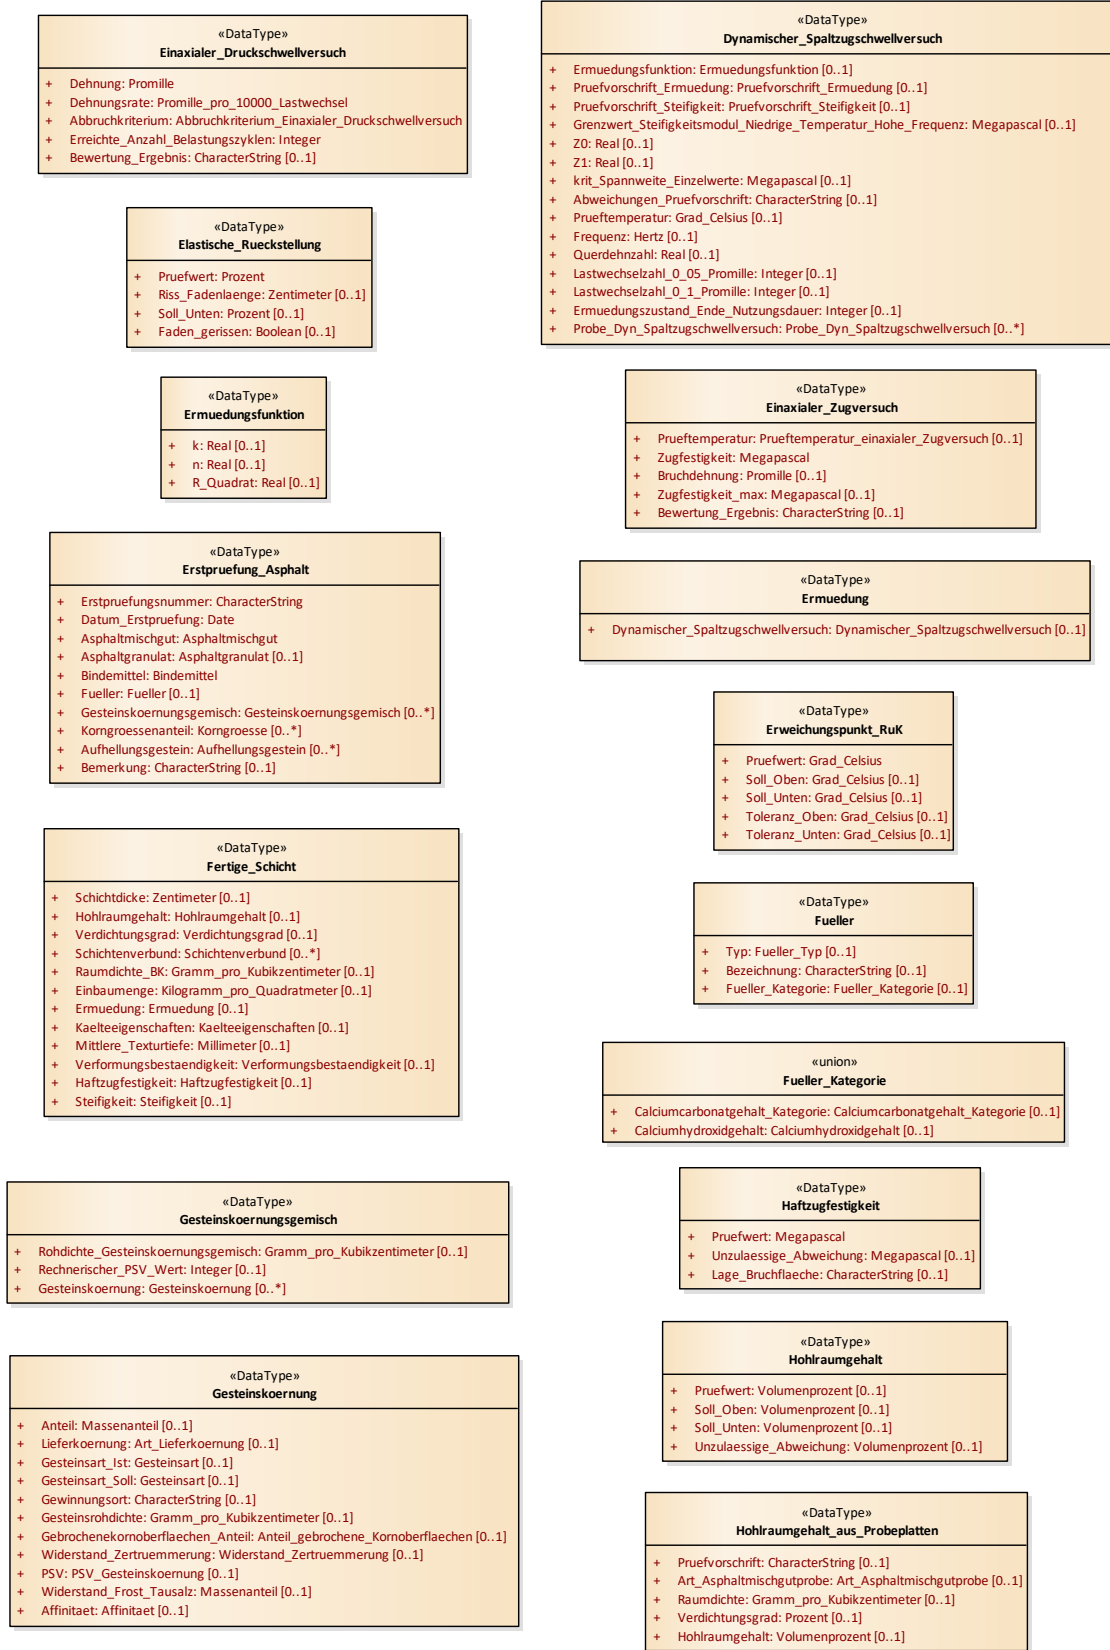 «DataType»
Einaxialer_Druckschwellversuch
+ Dehnung: Promille
+ Dehnungsrate: Promille_pro_10000_Lastwechsel
+ Abbruchkriterium: Abbruchkriterium_Einaxialer_Druckschwellversuch
+ Erreichte_Anzahl_Belastungszyklen: Integer
+ Bewertung_Ergebnis: CharacterString [0..1]
«DataType»
Elastische_Rueckstellung
+ Pruefwert: Prozent
+ Riss_Fadenlaenge: Zentimeter [0..1]
+ Soll_Unten: Prozent [0..1]
+ Faden_gerissen: Boolean [0..1]
«DataType»
Ermuedungsfunktion
+ k: Real [0..1]
+ n: Real [0..1]
+ R_Quadrat: Real [0..1]
«DataType»
Erstpruefung_Asphalt
+ Erstpruefungsnummer: CharacterString
+ Datum_Erstpruefung: Date
+ Asphaltmischgut: Asphaltmischgut
+ Asphaltgranulat: Asphaltgranulat [0..1]
+ Bindemittel: Bindemittel
+ Fueller: Fueller [0..1]
+ Gesteinskoernungsgemisch: Gesteinskoernungsgemisch [0..*]
+ Korngroessenanteil: Korngroesse [0..*]
+ Aufhellungsgestein: Aufhellungsgestein [0..*]
+ Bemerkung: CharacterString [0..1]
«DataType»
Fertige_Schicht
+ Schichtdicke: Zentimeter [0..1]
+ Hohlraumgehalt: Hohlraumgehalt [0..1]
+ Verdichtungsgrad: Verdichtungsgrad [0..1]
+ Schichtenverbund: Schichtenverbund [0..*]
+ Raumdichte_BK: Gramm_pro_Kubikzentimeter [0..1]
+ Einbaumenge: Kilogramm_pro_Quadratmeter [0..1]
+ Ermuedung: Ermuedung [0..1]
+ Kaelteeigenschaften: Kaelteeigenschaften [0..1]
+ Mittlere_Texturtiefe: Millimeter [0..1]
+ Verformungsbestaendigkeit: Verformungsbestaendigkeit [0..1]
+ Haftzugfestigkeit: Haftzugfestigkeit [0..1]
+ Steifigkeit: Steifigkeit [0..1]
«DataType»
Gesteinskoernungsgemisch
+ Rohdichte_Gesteinskoernungsgemisch: Gramm_pro_Kubikzentimeter [0..1]
+ Rechnerischer_PSV_Wert: Integer [0..1]
+ Gesteinskoernung: Gesteinskoernung [0..*]
«DataType»
Gesteinskoernung
+ Anteil: Massenanteil [0..1]
+ Lieferkoernung: Art_Lieferkoernung [0..1]
+ Gesteinsart_Ist: Gesteinsart [0..1]
+ Gesteinsart_Soll: Gesteinsart [0..1]
+ Gewinnungsort: CharacterString [0..1]
+ Gesteinsrohdichte: Gramm_pro_Kubikzentimeter [0..1]
+ Gebrochenekornoberflaechen_Anteil: Anteil_gebrochene_Kornoberflaechen [0..1]
+ Widerstand_Zertruemmerung: Widerstand_Zertruemmerung [0..1]
+ PSV: PSV_Gesteinskoernung [0..1]
+ Widerstand_Frost_Tausalz: Massenanteil [0..1]
+ Affinitaet: Affinitaet [0..1]
«DataType»
Dynamischer_Spaltzugschwellversuch
+ Ermuedungsfunktion: Ermuedungsfunktion [0..1]
+ Pruefvorschrift_Ermuedung: Pruefvorschrift_Ermuedung [0..1]
+ Pruefvorschrift_Steifigkeit: Pruefvorschrift_Steifigkeit [0..1]
+ Grenzwert_Steifigkeitsmodul_Niedrige_Temperatur_Hohe_Frequenz: Megapascal [0..1]
+ Z0: Real [0..1]
+ Z1: Real [0..1]
+ krit_Spannweite_Einzelwerte: Megapascal [0..1]
+ Abweichungen_Pruefvorschrift: CharacterString [0..1]
+ Prueftemperatur: Grad_Celsius [0..1]
+ Frequenz: Hertz [0..1]
+ Querdehnzahl: Real [0..1]
+ Lastwechselzahl_0_05_Promille: Integer [0..1]
+ Lastwechselzahl_0_1_Promille: Integer [0..1]
+ Ermuedungszustand_Ende_Nutzungsdauer: Integer [0..1]
+ Probe_Dyn_Spaltzugschwellversuch: Probe_Dyn_Spaltzugschwellversuch [0..*]
«DataType»
Einaxialer_Zugversuch
+ Prueftemperatur: Prueftemperatur_einaxialer_Zugversuch [0..1]
+ Zugfestigkeit: Megapascal
+ Bruchdehnung: Promille [0..1]
+ Zugfestigkeit_max: Megapascal [0..1]
+ Bewertung_Ergebnis: CharacterString [0..1]
«DataType»
Ermuedung
+ Dynamischer_Spaltzugschwellversuch: Dynamischer_Spaltzugschwellversuch [0..1]
«DataType»
Erweichungspunkt_RuK
+ Pruefwert: Grad_Celsius
+ Soll_Oben: Grad_Celsius [0..1]
+ Soll_Unten: Grad_Celsius [0..1]
+ Toleranz_Oben: Grad_Celsius [0..1]
+ Toleranz_Unten: Grad_Celsius [0..1]
«DataType»
Fueller
+ Typ: Fueller_Typ [0..1]
+ Bezeichnung: CharacterString [0..1]
+ Fueller_Kategorie: Fueller_Kategorie [0..1]
«union»
Fueller_Kategorie
+ Calciumcarbonatgehalt_Kategorie: Calciumcarbonatgehalt_Kategorie [0..1]
+ Calciumhydroxidgehalt: Calciumhydroxidgehalt [0..1]
«DataType»
Haftzugfestigkeit
+ Pruefwert: Megapascal
+ Unzulaessige_Abweichung: Megapascal [0..1]
+ Lage_Bruchflaeche: CharacterString [0..1]
«DataType»
Hohlraumgehalt
+ Pruefwert: Volumenprozent [0..1]
+ Soll_Oben: Volumenprozent [0..1]
+ Soll_Unten: Volumenprozent [0..1]
+ Unzulaessige_Abweichung: Volumenprozent [0..1]
«DataType»
Hohlraumgehalt_aus_Probeplatten
+ Pruefvorschrift: CharacterString [0..1]
+ Art_Asphaltmischgutprobe: Art_Asphaltmischgutprobe [0..1]
+ Raumdichte: Gramm_pro_Kubikzentimeter [0..1]
+ Verdichtungsgrad: Prozent [0..1]
+ Hohlraumgehalt: Volumenprozent [0..1]